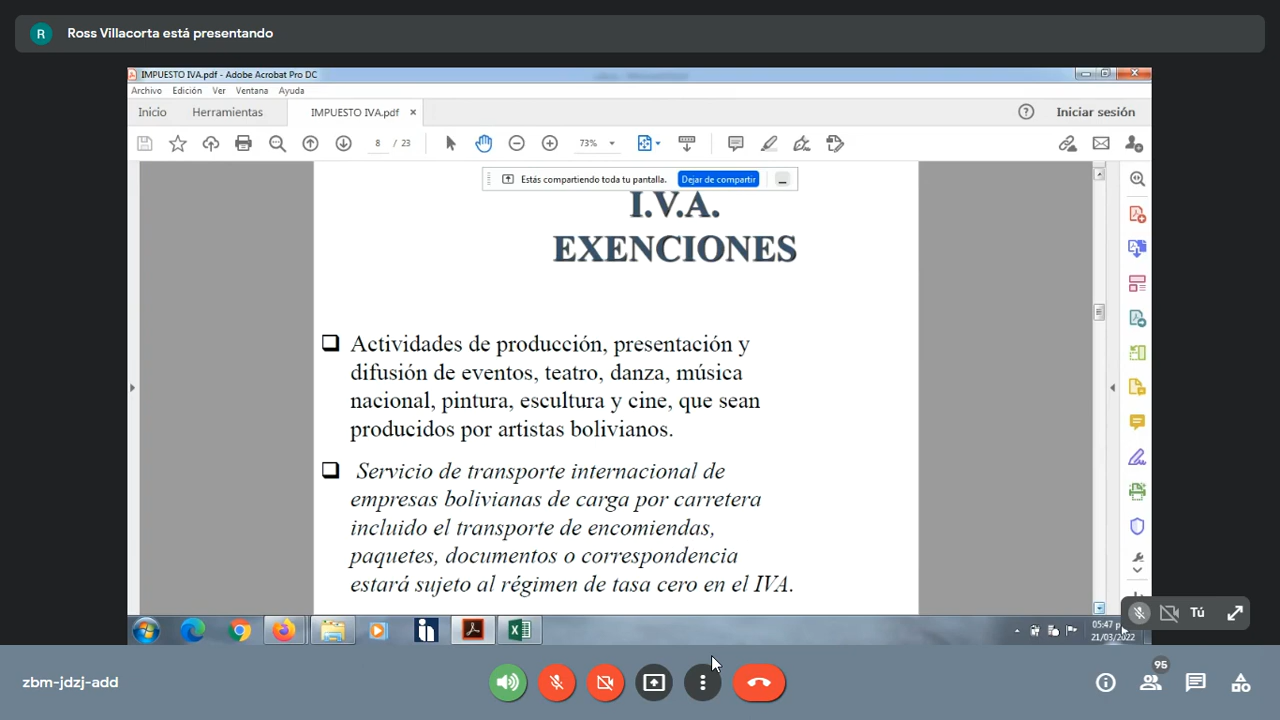 R Ross Villacorta está presentando
IMPUESTO IVA.pdf - Adobe Acrobat Pro DC
Archivo Edición Ver Ventana Ayuda
Inicio Herramientas IMPUESTO IVA.pdf × Iniciar sesión
8 / 23 73%
Estás compartiendo toda tu pantalla. Dejar de compartir
I.V.A.
EXENCIONES
Actividades de producción, presentación y
difusión de eventos, teatro, danza, música
nacional, pintura, escultura y cine, que sean
producidos por artistas bolivianos.
Servicio de transporte internacional de
empresas bolivianas de carga por carretera
incluido el transporte de encomiendas,
paquetes, documentos o correspondencia
estará sujeto al régimen de tasa cero en el IVA.
Tú
05:47 p
21/03/2022
95
zbm-jdzj-add